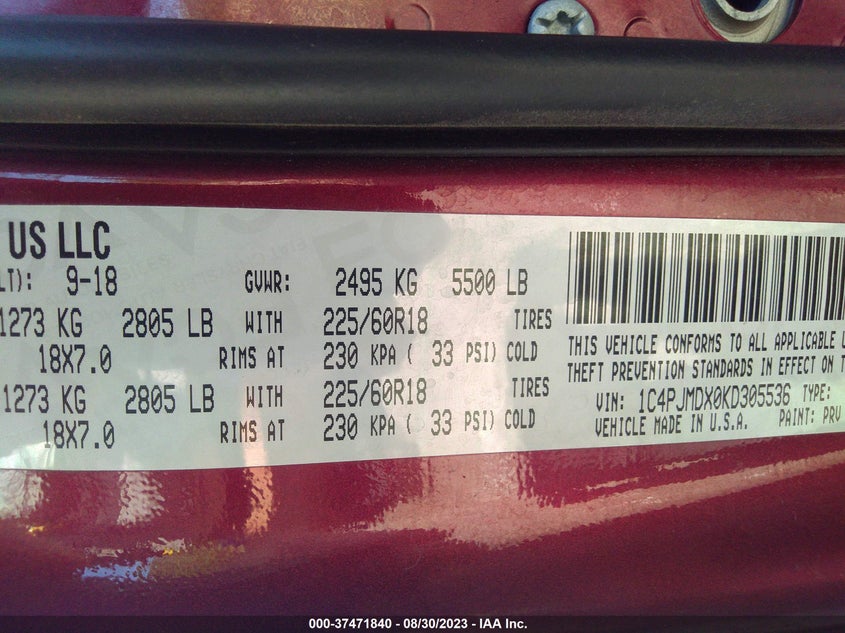 US LLC
LT): 9-18 GVWR: 2495 KG 5500 LB
1273 KG 2805 LB WITH 225/60R18 TIRES
18X7.0 RIMS AT 230 KPA ( 33 PSI) COLD
1273 KG 2805 LB WITH 225/60R18 TIRES
18X7.0 RIMS AT 230 KPA ( 33 PSI) COLD
THIS VEHICLE CONFORMS TO ALL APPLICABLE U
THEFT PREVENTION STANDARDS IN EFFECT ON T
VIN: 1C4PJMDX0KD305536 TYPE:
VEHICLE MADE IN U.S.A. PAINT: PRV
000-37471840 - 08/30/2023 - IAA Inc.